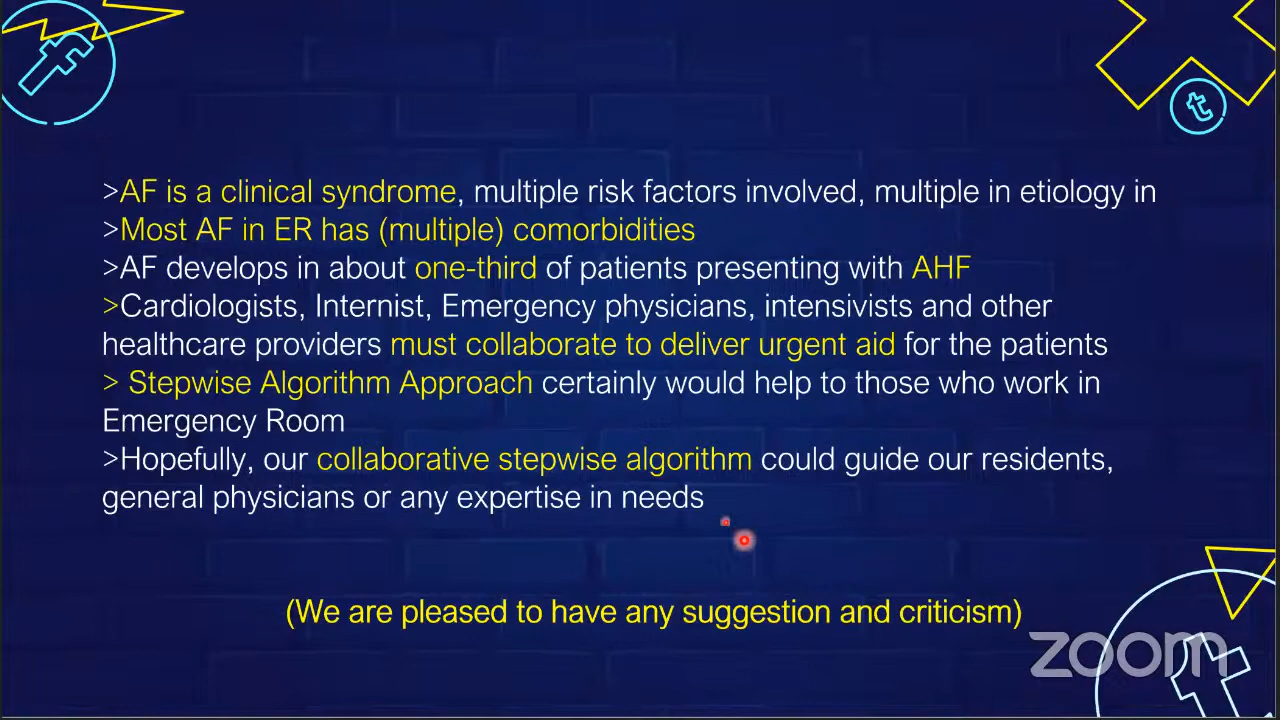 >AF is a clinical syndrome, multiple risk factors involved, multiple in etiology in
>Most AF in ER has (multiple) comorbidities
>AF develops in about one-third of patients presenting with AHF
>Cardiologists, Internist, Emergency physicians, intensivists and other
healthcare providers must collaborate to deliver urgent aid for the patients
> Stepwise Algorithm Approach certainly would help to those who work in
Emergency Room
>Hopefully, our collaborative stepwise algorithm could guide our residents,
general physicians or any expertise in needs
(We are pleased to have any suggestion and criticism)
zoom